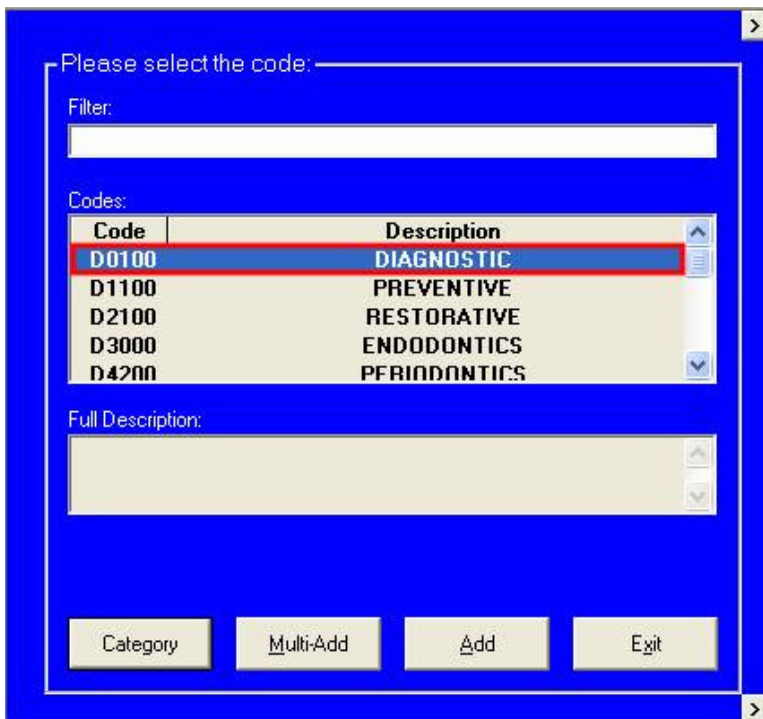 >
Please select the code:
Filter:
Codes:
Code Description
D0100 DIAGNOSTIC
D1100 PREVENTIVE
D2100 RESTORATIVE
D3000 ENDODONTICS
D4200 PERIODONTICS
Full Description:
Category Multi-Add Add Exit
>